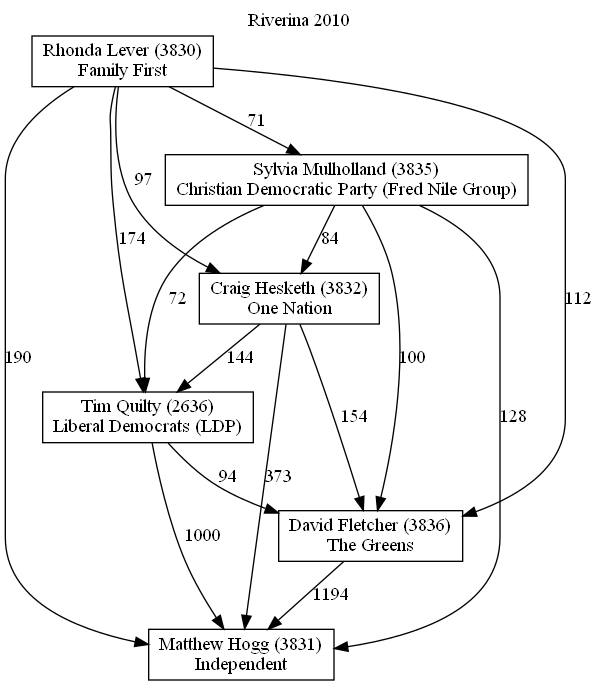 Riverina 2010
Rhonda Lever (3830)
Family First
71
Sylvia Mulholland (3835)
Christian Democratic Party (Fred Nile Group)
97
174
84
72
Craig Hesketh (3832)
One Nation
112
190
144
100
Tim Quilty (2636)
Liberal Democrats (LDP)
154
128
94
373
David Fletcher (3836)
The Greens
1000
1194
Matthew Hogg (3831)
Independent